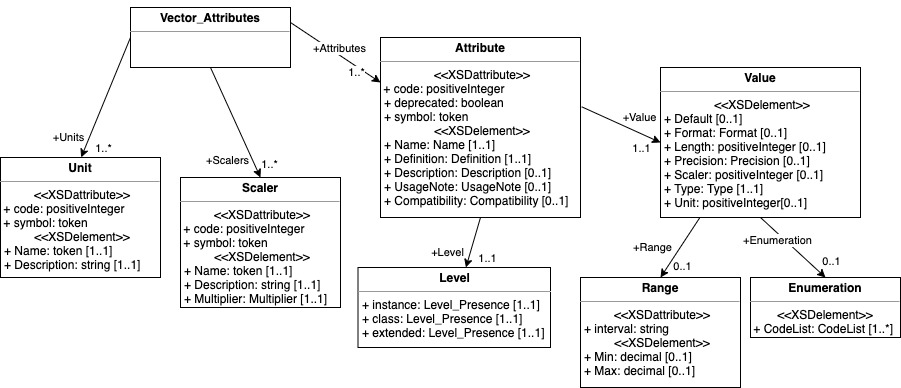 Vector_Attributes
+Attributes
1..*
+Units
1..*
+Scalers
1..*
Attribute
<<XSDattribute>>
+ code: positiveInteger
+ deprecated: boolean
+ symbol: token
<<XSDelement>>
+ Name: Name [1..1]
+ Definition: Definition [1..1]
+ Description: Description [0..1]
+ UsageNote: UsageNote [0..1]
+ Compatibility: Compatibility [0..1]
+Value
1..1
Value
<<XSDelement>>
+ Default [0..1]
+ Format: Format [0..1]
+ Length: positiveInteger [0..1]
+ Precision: Precision [0..1]
+ Scaler: positiveInteger [0..1]
+ Type: Type [1..1]
+ Unit: positiveInteger[0..1]
Unit
<<XSDattribute>>
+ code: positiveInteger
+ symbol: token
<<XSDelement>>
+ Name: token [1..1]
+ Description: string [1..1]
Scaler
<<XSDattribute>>
+ code: positiveInteger
+ symbol: token
<<XSDelement>>
+ Name: token [1..1]
+ Description: string [1..1]
+ Multiplier: Multiplier [1..1]
+Level
1..1
Level
+ instance: Level_Presence [1..1]
+ class: Level_Presence [1..1]
+ extended: Level_Presence [1..1]
+Range
0..1
+Enumeration
0..1
Range
<<XSDattribute>>
+ interval: string
<<XSDelement>>
+ Min: decimal [0..1]
+ Max: decimal [0..1]
Enumeration
<<XSDelement>>
+ CodeList: CodeList [1..*]